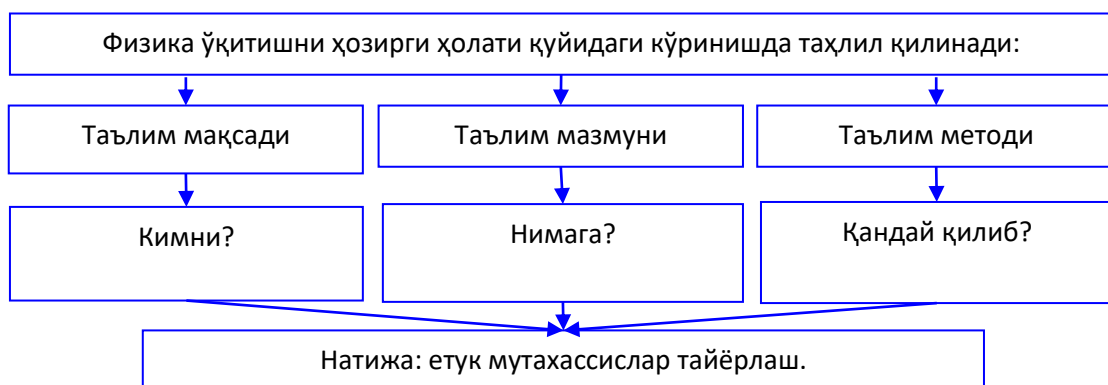 Физика ўқитишни ҳозирги ҳолати қуйидаги кўринишда таҳлил қилинади:
Таълим мақсади
Таълим мазмуни
Таълим методи
Кимни?
Нимага?
Қандай қилиб?
Натижа: етук мутахассислар тайёрлаш.